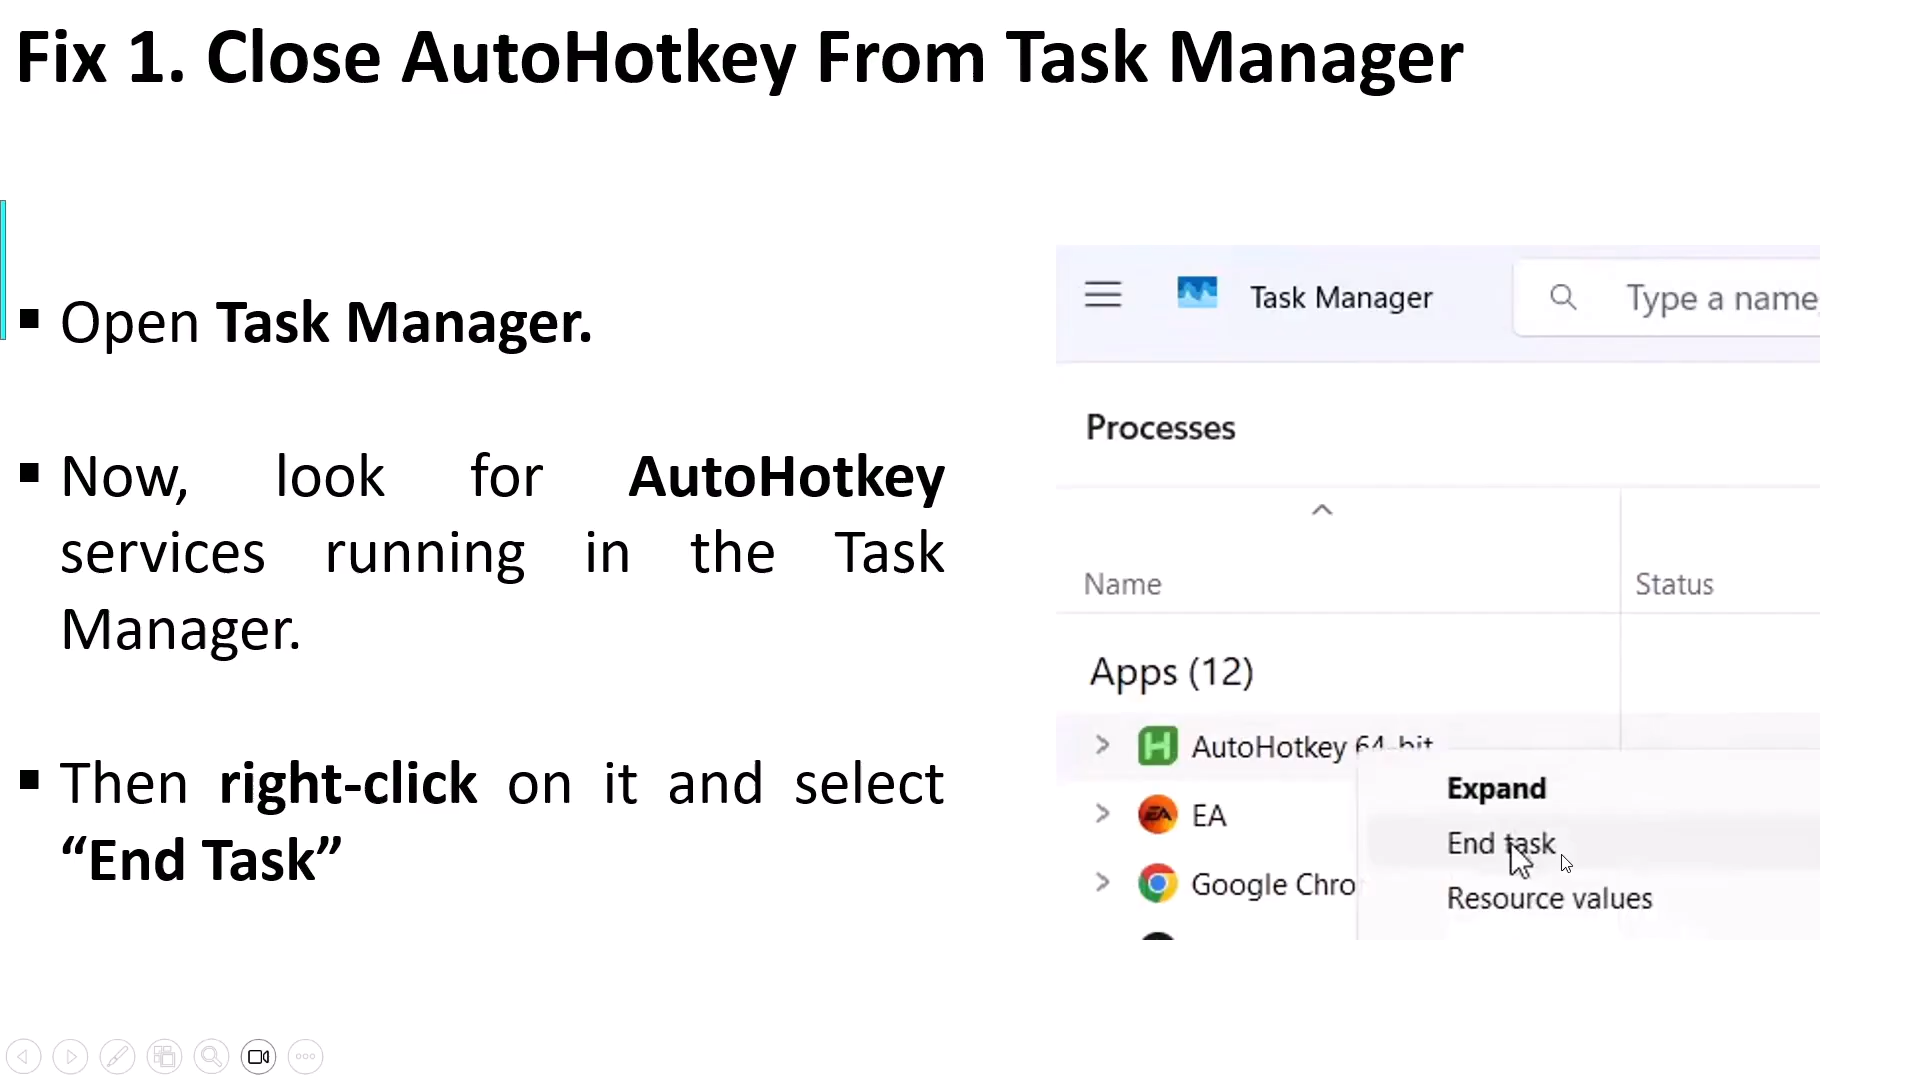 Fix 1. Close AutoHotkey From Task Manager
▪ Open Task Manager.
▪ Now, look for AutoHotkey
services running in the Task
Manager.
▪ Then right-click on it and select
“End Task”
Task Manager
Type a name
Processes
Name
Status
Apps (12)
AutoHotkey 64-bit
Expand
EA
End task
Google Chro
Resource values